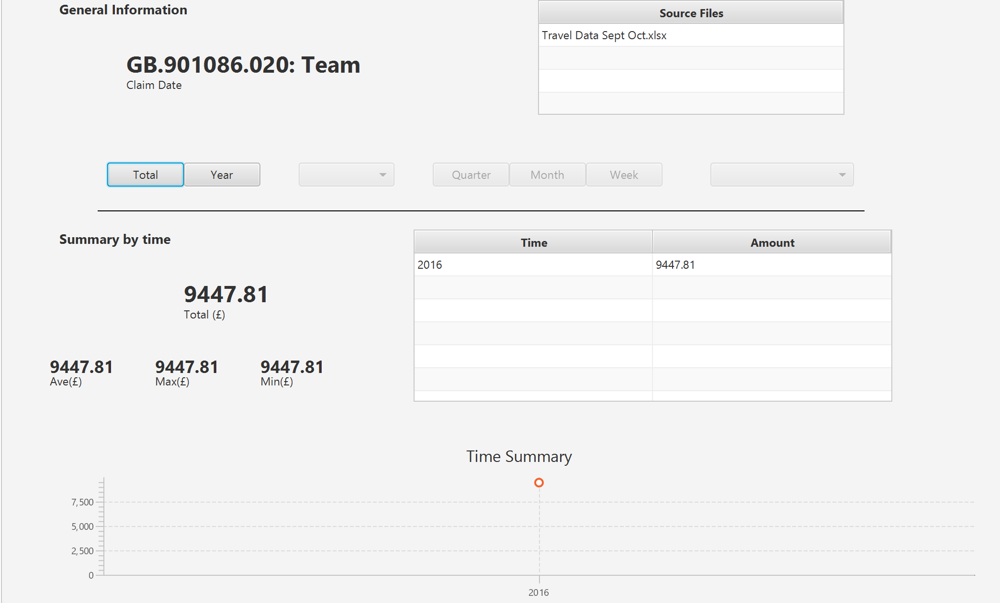 General Information
Source Files
Travel Data Sept Oct.xlsx
GB.901086.020: Team
Claim Date
Total Year Quarter Month Week
Summary by time
Time Amount
2016 9447.81
9447.81
Total (£)
9447.81 9447.81 9447.81
Ave(£) Max(£) Min(£)
Time Summary
7,500
5,000
2,500
0
2016